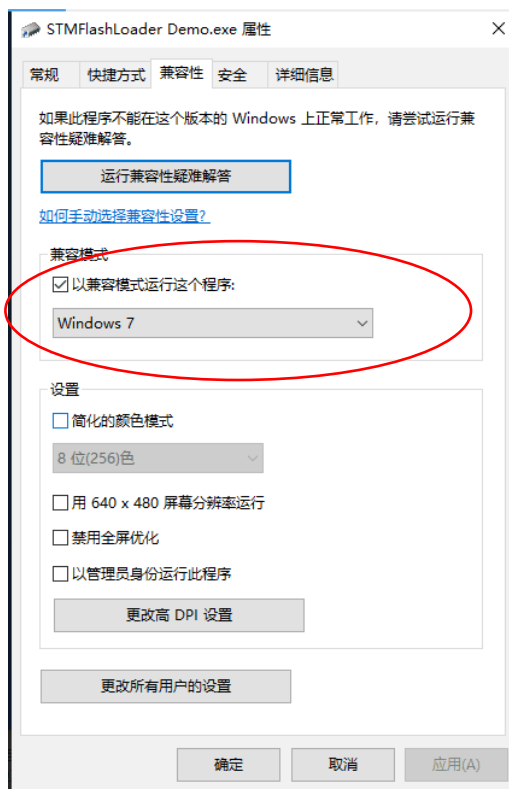 STMFlashLoader Demo.exe 属性
常规 快捷方式 兼容性 安全 详细信息
如果此程序不能在这个版本的 Windows 上正常工作，请尝试运行兼
容性疑难解答。
运行兼容性疑难解答
如何手动选择兼容性设置?
兼容模式
以兼容模式运行这个程序:
Windows 7
设置
简化的颜色模式
8 位(256)色
用 640 x 480 屏幕分辨率运行
禁用全屏优化
以管理员身份运行此程序
更改高 DPI 设置
更改所有用户的设置
确定 取消 应用(A)